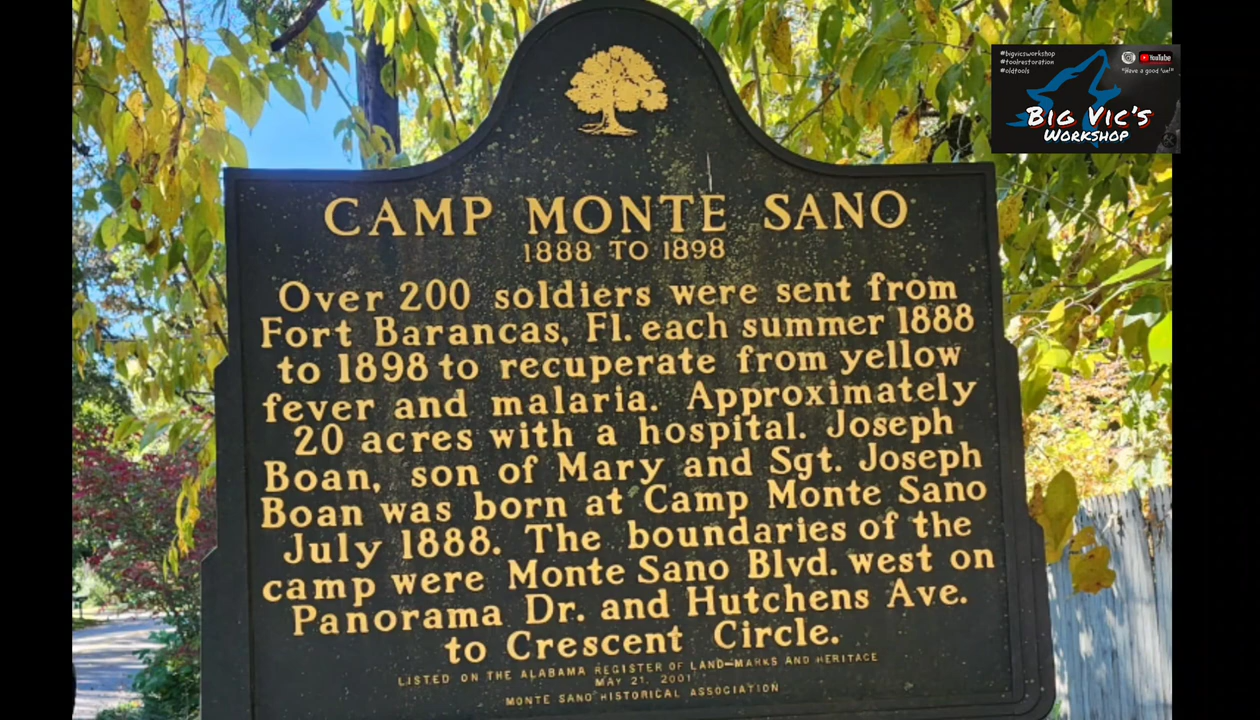 #bigvicsworkshop
#toolrestoration
#oldtools
YouTube
"Have a good 'un!"
BIG VIC'S
WORKSHOP
CAMP MONTE SANO
1888 TO 1898
Over 200 soldiers were sent from
Fort Barancas, Fl. each summer 1888
to 1898 to recuperate from yellow
fever and malaria. Approximately
20 acres with a hospital. Joseph
Boan, son of Mary and Sgt. Joseph
Boan was born at Camp Monte Sano
July 1888. The boundaries of the
camp were Monte Sano Blvd. west on
Panorama Dr. and Hutchens Ave.
to Crescent Circle.
LISTED ON THE ALABAMA REGISTER OF LAND-MARKS AND HERITAGE
MAY 21, 2001
MONTE SANO HISTORICAL ASSOCIATION